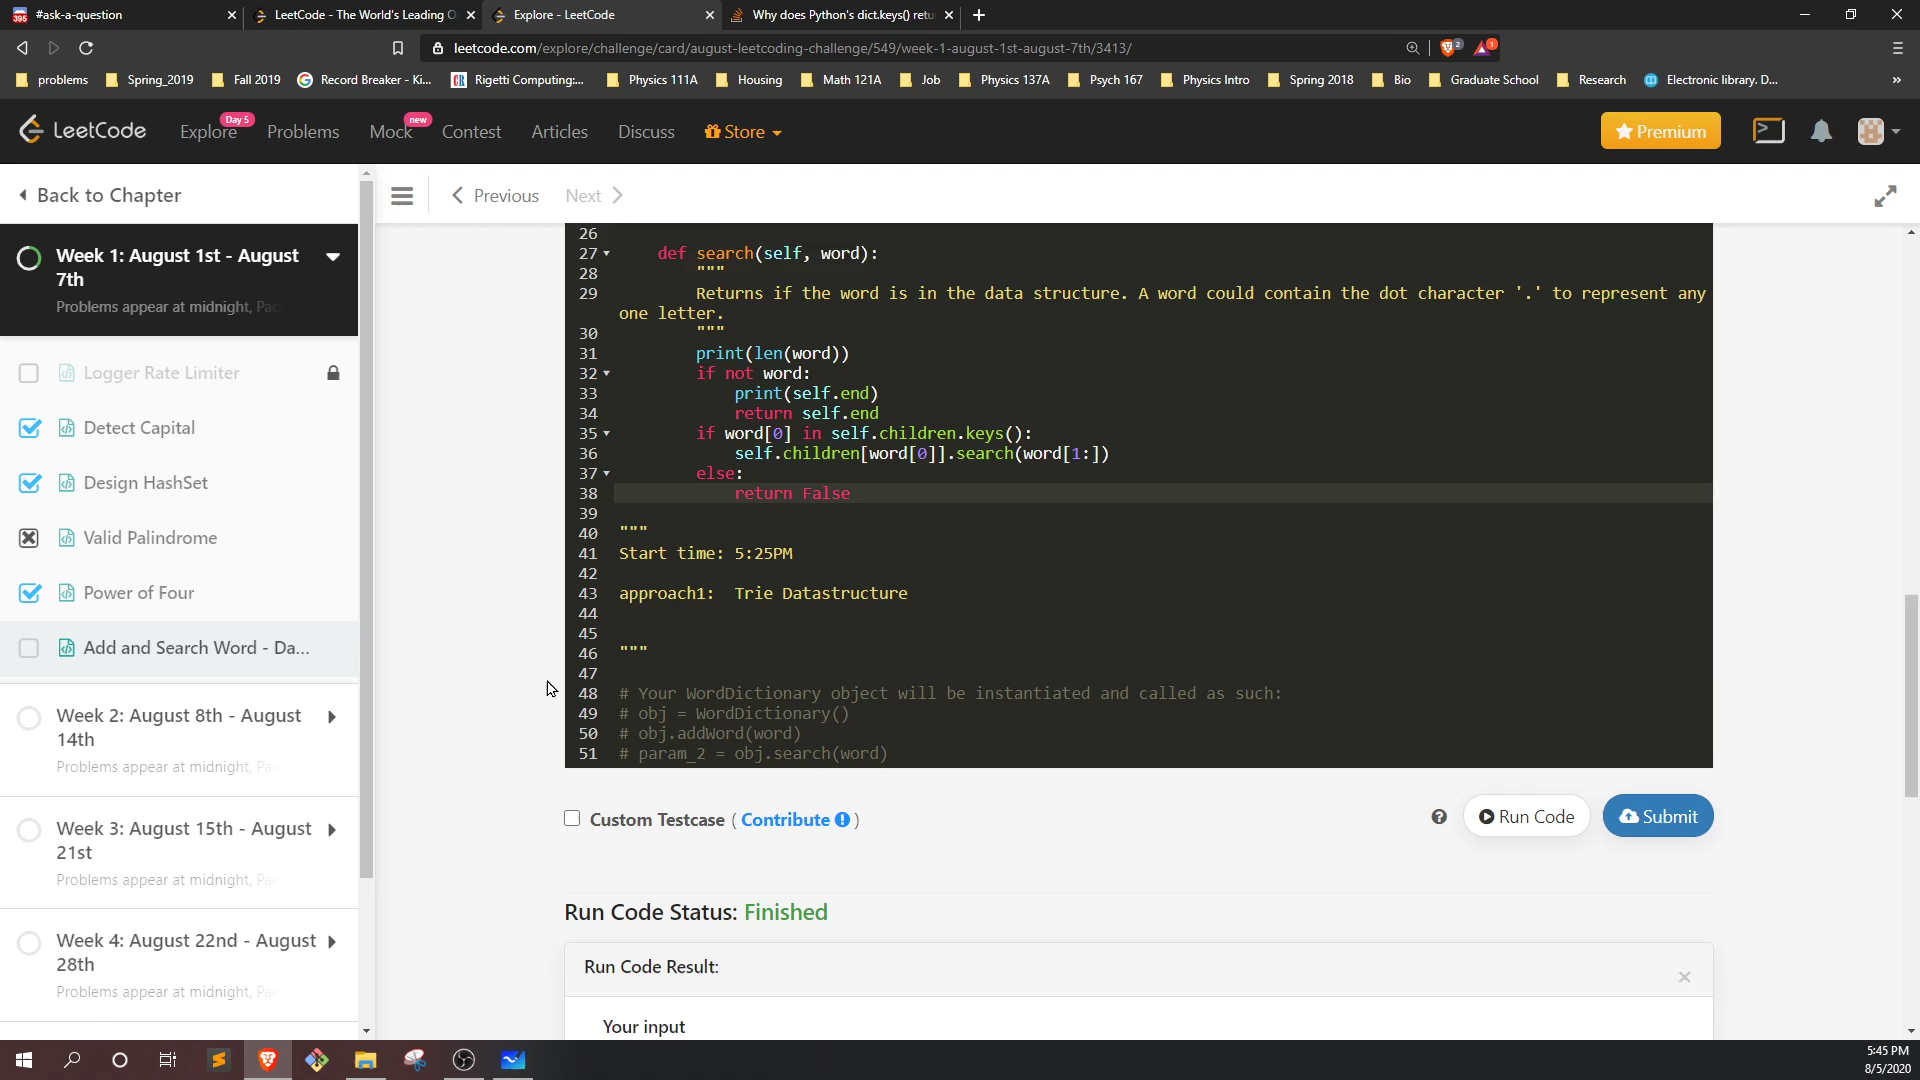 #ask-a-question
LeetCode - The World's Leading O
Explore - LeetCode
Why does Python's dict.keys() retu
leetcode.com/explore/challenge/card/august-leetcoding-challenge/549/week-1-august-1st-august-7th/3413/
2
1
problems
Spring_2019
Fall 2019
Record Breaker - Ki...
Rigetti Computing:...
Physics 111A
Housing
Math 121A
Job
Physics 137A
Psych 167
Physics Intro
Spring 2018
Bio
Graduate School
Research
Electronic library. D...
LeetCode
Explore
Day 5
Problems
Mock
new
Contest
Articles
Discuss
Store
Premium
Back to Chapter
Previous
Next
Week 1: August 1st - August
7th
Problems appear at midnight, Pac
Logger Rate Limiter
Detect Capital
Design HashSet
Valid Palindrome
Power of Four
Add and Search Word - Da...
Week 2: August 8th - August
14th
Problems appear at midnight, Pac
Week 3: August 15th - August
21st
Problems appear at midnight, Pac
Week 4: August 22nd - August
28th
Problems appear at midnight, Pac
26
27 def search(self, word):
28 """
29 Returns if the word is in the data structure. A word could contain the dot character '.' to represent any
one letter.
30 """
31 print(len(word))
32 if not word:
33 print(self.end)
34 return self.end
35 if word[0] in self.children.keys():
36 self.children[word[0]].search(word[1:])
37 else:
38 return False
39
40 """
41 Start time: 5:25PM
42
43 approach1: Trie Datastructure
44
45
46 """
47
48 # Your WordDictionary object will be instantiated and called as such:
49 # obj = WordDictionary()
50 # obj.addWord(word)
51 # param_2 = obj.search(word)
Custom Testcase ( Contribute )
Run Code
Submit
Run Code Status: Finished
Run Code Result:
Your input
5:45 PM
8/5/2020